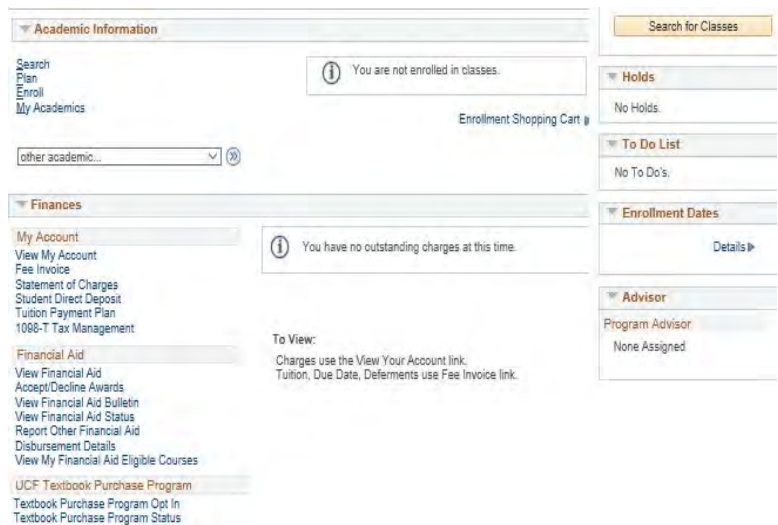 Academic Information
Search
Plan
Enroll
My Academics
You are not enrolled in classes.
Enrollment Shopping Cart
other academic...
Finances
My Account
View My Account
Fee Invoice
Statement of Charges
Student Direct Deposit
Tuition Payment Plan
1098-T Tax Management
You have no outstanding charges at this time.
To View:
Charges use the View Your Account link.
Tuition, Due Date, Deferments use Fee Invoice link.
Financial Aid
View Financial Aid
Accept/Decline Awards
View Financial Aid Bulletin
View Financial Aid Status
Report Other Financial Aid
Disbursement Details
View My Financial Aid Eligible Courses
UCF Textbook Purchase Program
Textbook Purchase Program Opt In
Textbook Purchase Program Status
Search for Classes
Holds
No Holds.
To Do List
No To Do's.
Enrollment Dates
Details
Advisor
Program Advisor
None Assigned